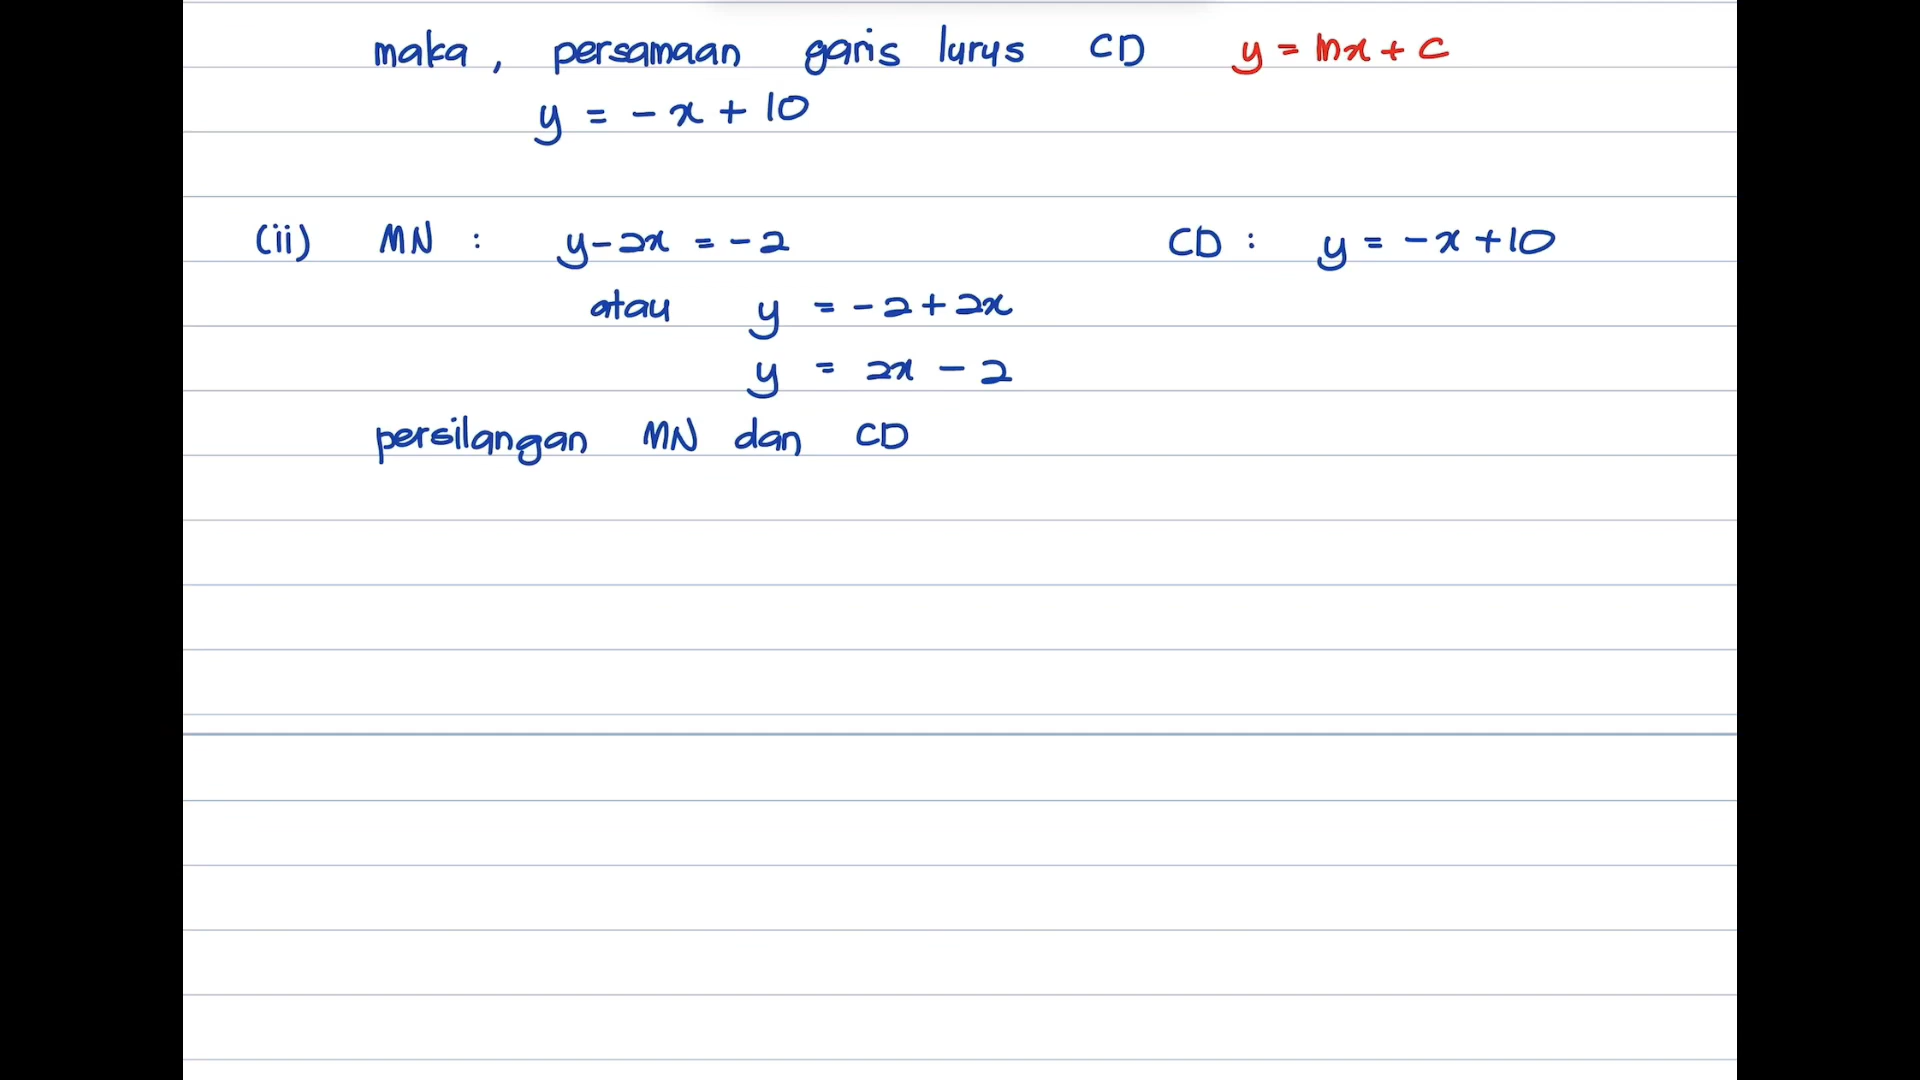 maka, persamaan garis lurus CD y = mx + c
y = -x + 10
(ii) MN : y-2x = -2 CD : y = -x +10
atau y = -2+2x
y = 2x - 2
persilangan MN dan CD